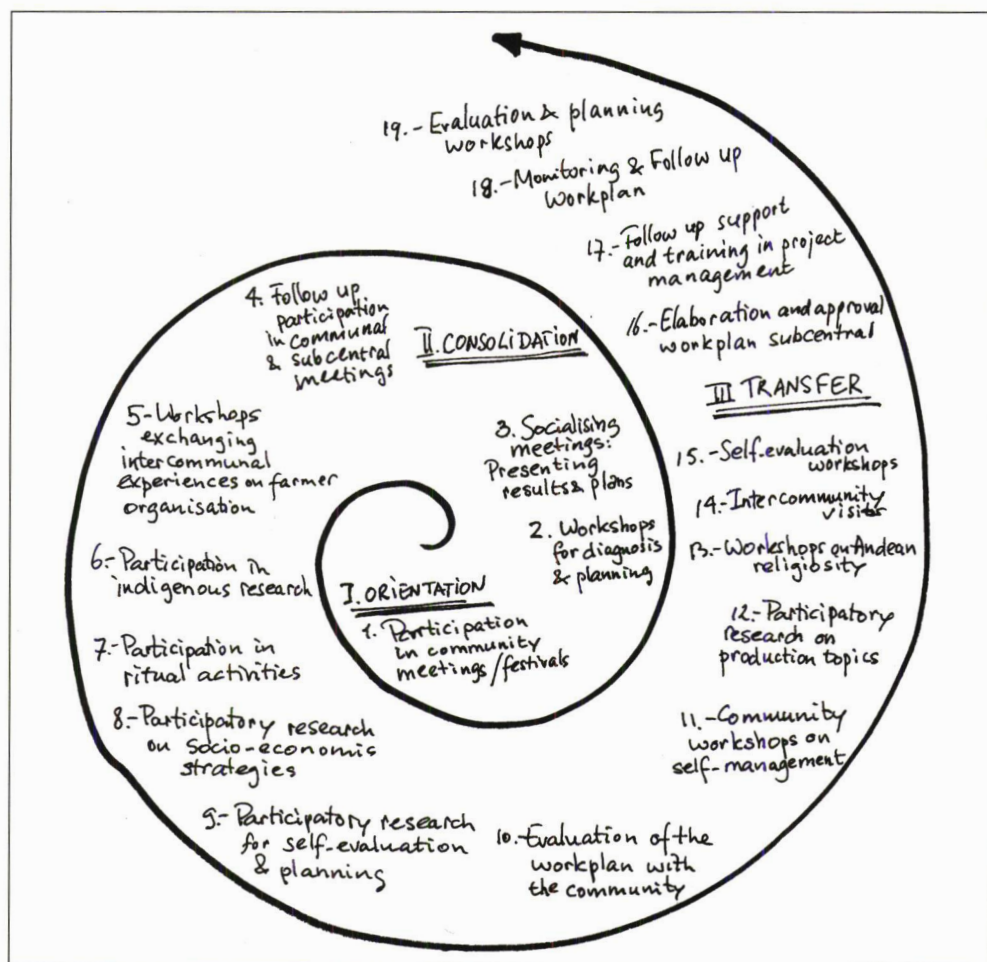 I. ORIENTATION
1. Participation
in community
meetings/festivals
2. Workshops
for diagnosis
& planning
3. Socialising
meetings:
Presenting
results & plans
II. CONSOLIDATION
4. Follow up
participation
in communal
& subcentral
meetings
5-Workshops
exchanging
intercommunal
experiences on farmer
organisation
6.-Participation in
indigenous research
7.-Participation in
ritual activities
8.-Participatory research
on socio-economis
strategies
9.-Participatory research
for self-evaluation
& planning
10.-Evaluation of the
workplan with
the community
11.-Community
workshops on
self-management
12.-Participatory
research on
production topics
13.-Workshops on Andean
religiosity
14.-Intercommunity
visits
15.-Self-evaluation
workshops
III TRANSFER
16.-Elaboration and approval
workplan subcentral
17.-Follow up support
and training in project
management
18.-Monitoring & Follow up
workplan
19.-Evaluation & planning
workshops